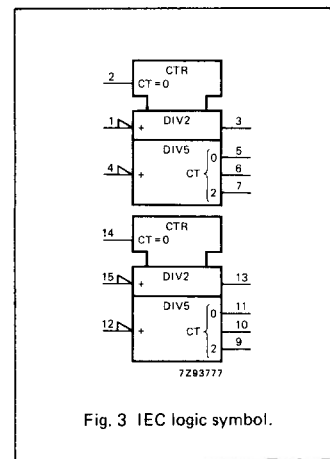 CTR
2 CT=0
1 + DIV2 3
DIV5 0 5
4 + CT 6
2 7
CTR
14 CT=0
15 + DIV2 13
DIV5 0 11
12 + CT 10
2 9
7Z93777
Fig. 3 IEC logic symbol.